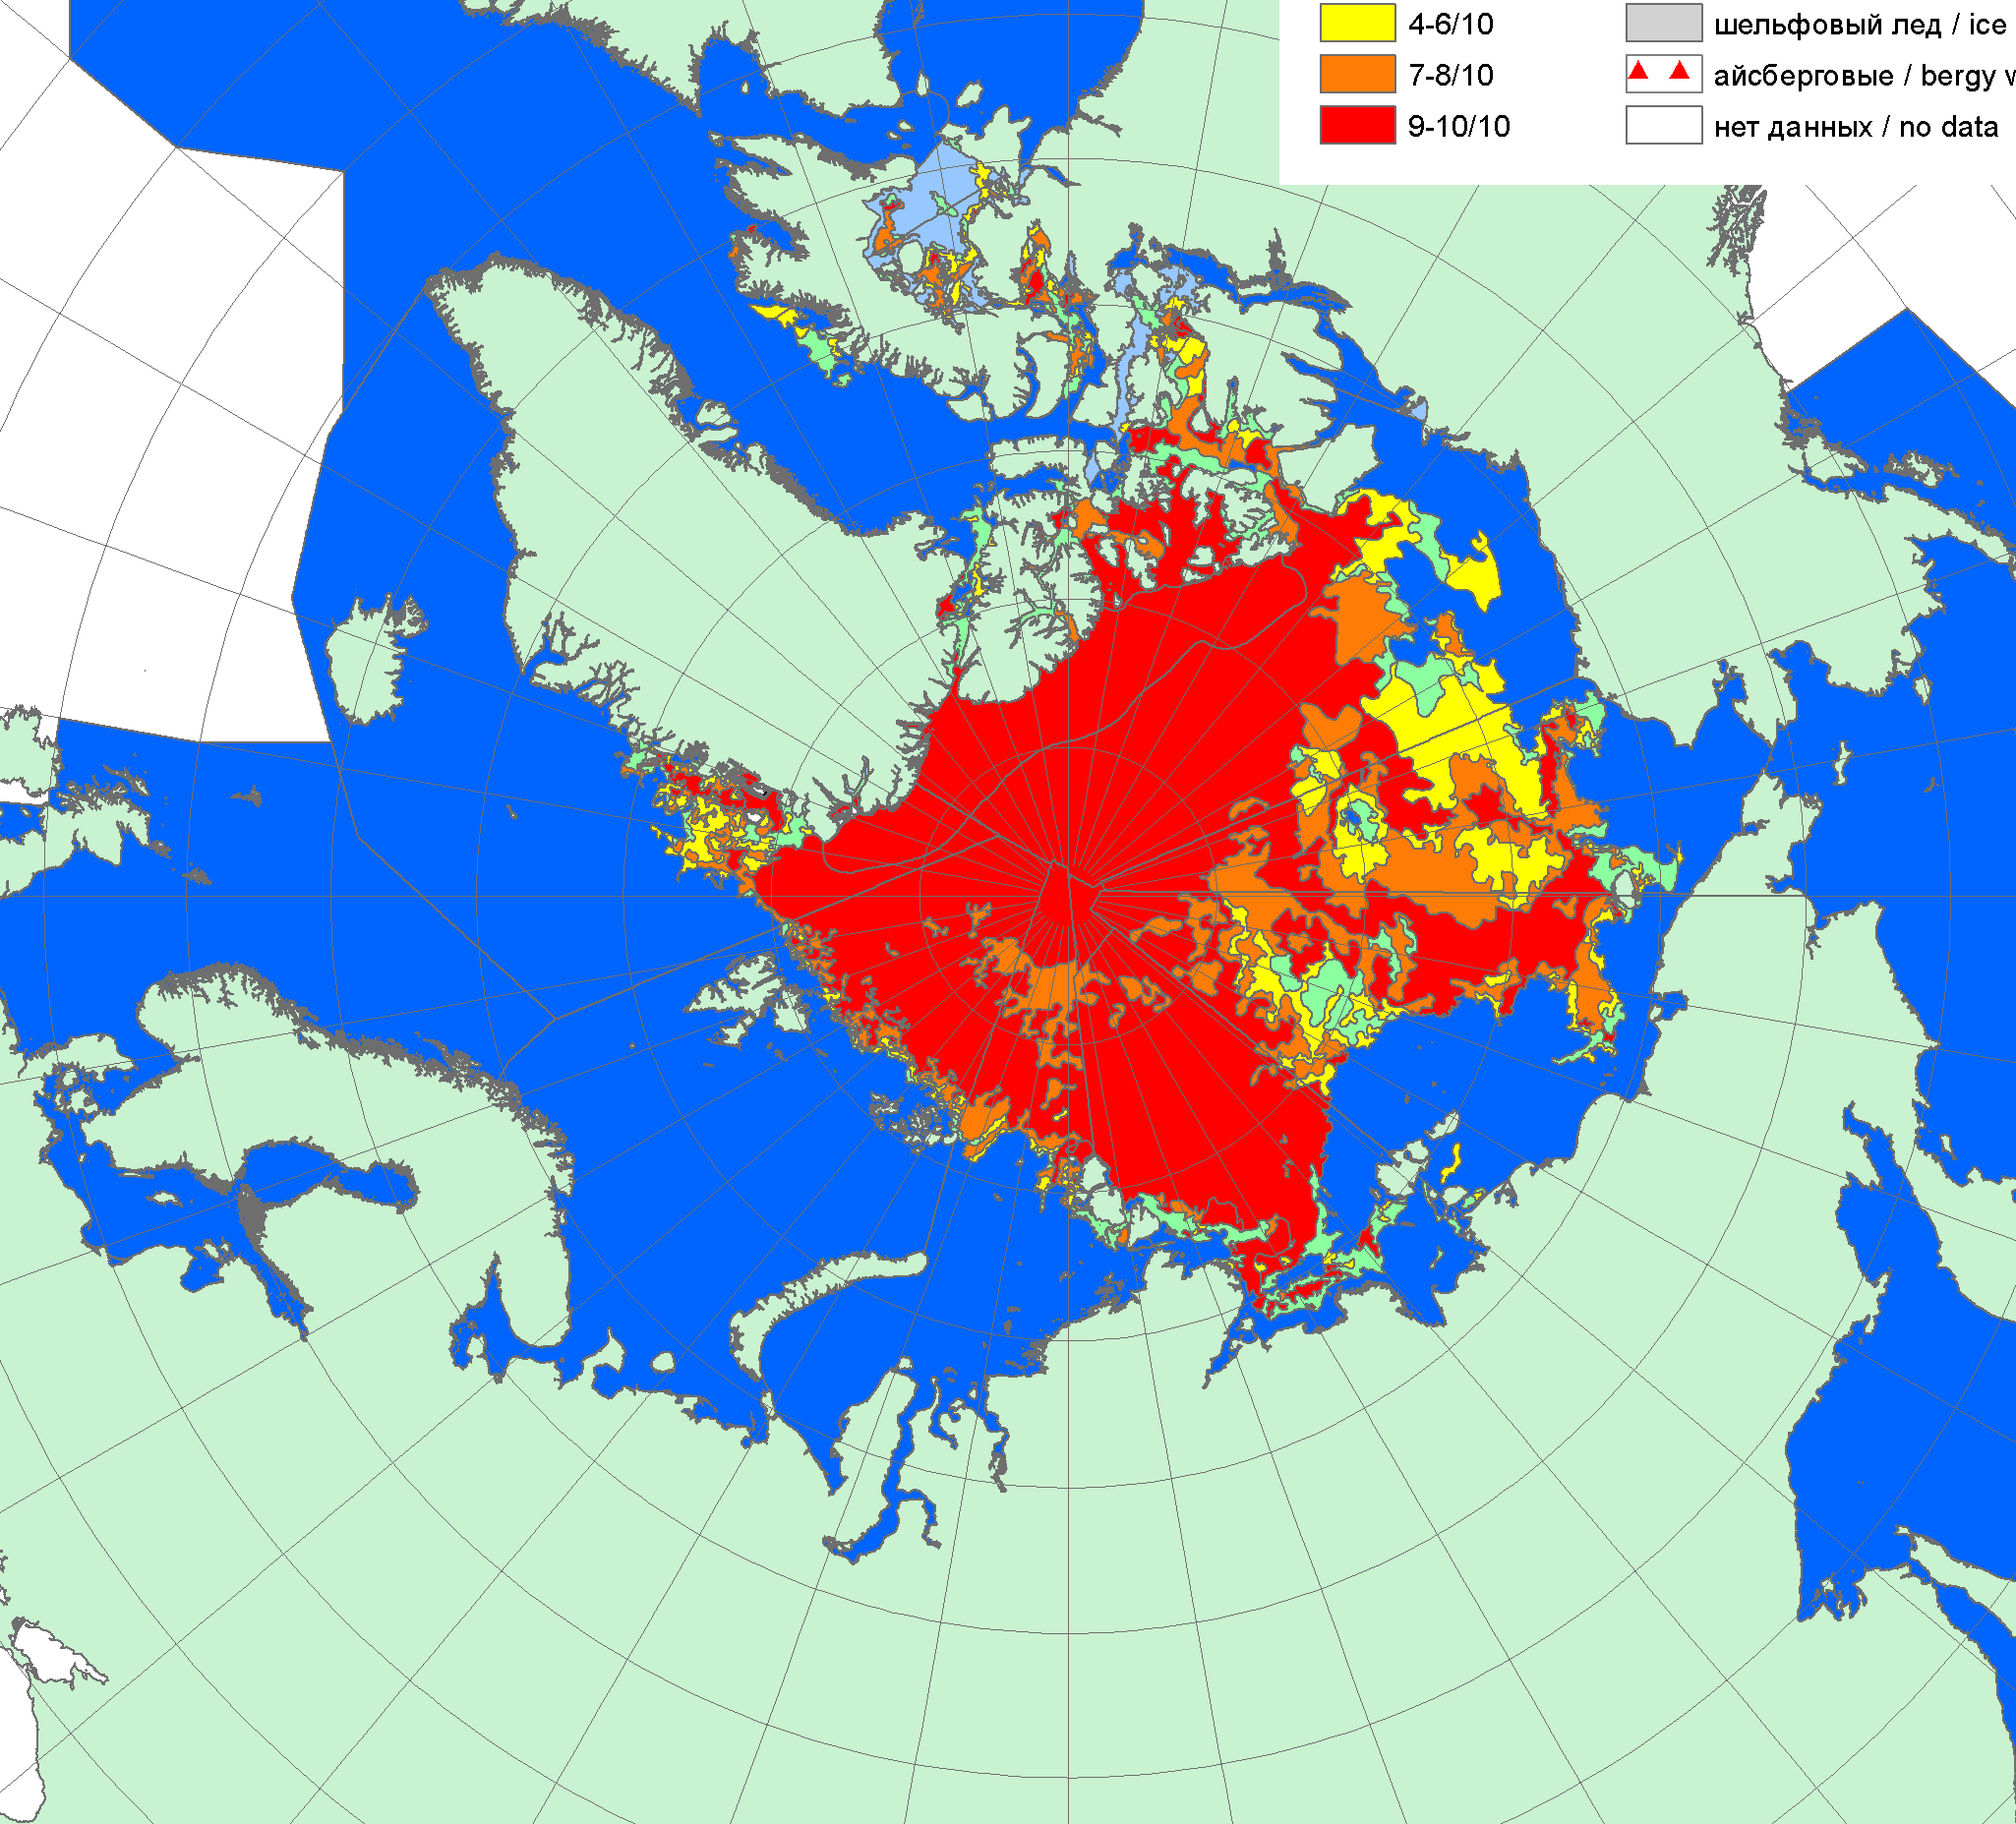 4-6/10 шельфовый лед / ice
7-8/10 айсберговые / bergy
9-10/10 нет данных / no data